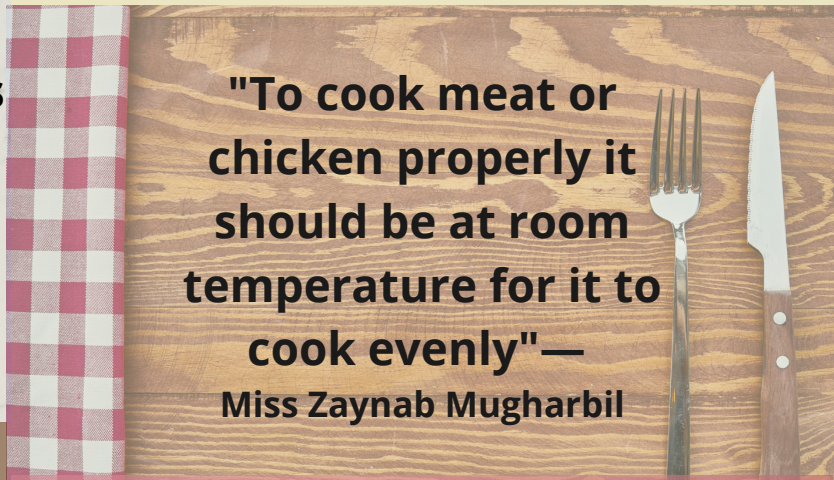 "To cook meat or
chicken properly it
should be at room
temperature for it to
cook evenly"—
Miss Zaynab Mugharbil